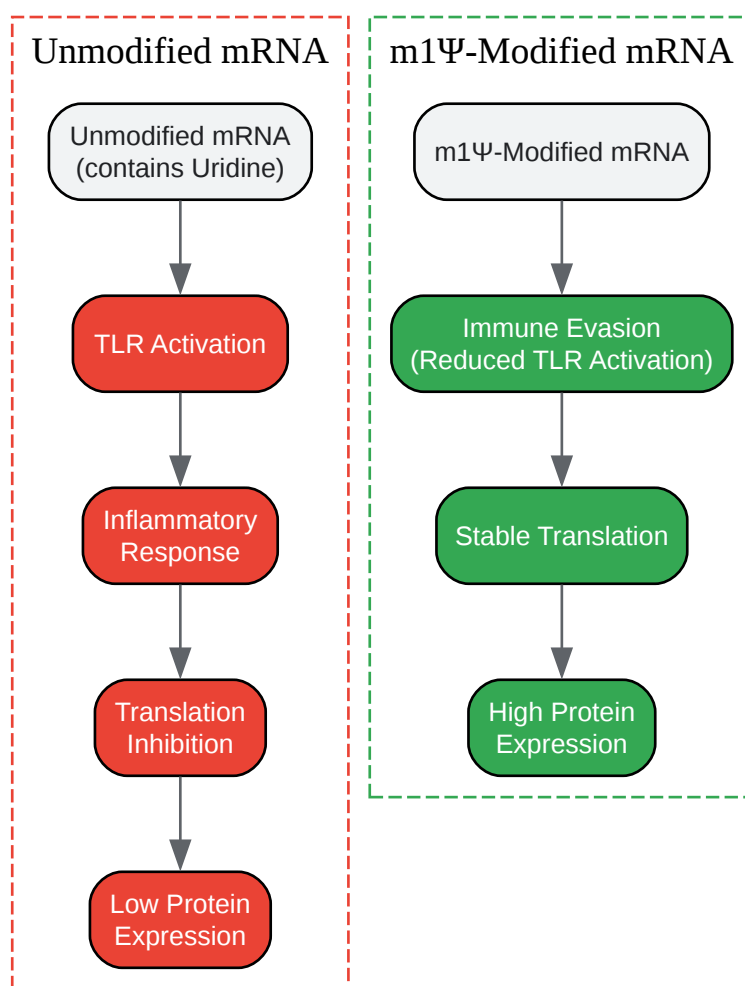 Unmodified mRNA
Unmodified mRNA
(contains Uridine)
TLR Activation
Inflammatory
Response
Translation
Inhibition
Low Protein
Expression
m1Ψ-Modified mRNA
m1Ψ-Modified mRNA
Immune Evasion
(Reduced TLR Activation)
Stable Translation
High Protein
Expression